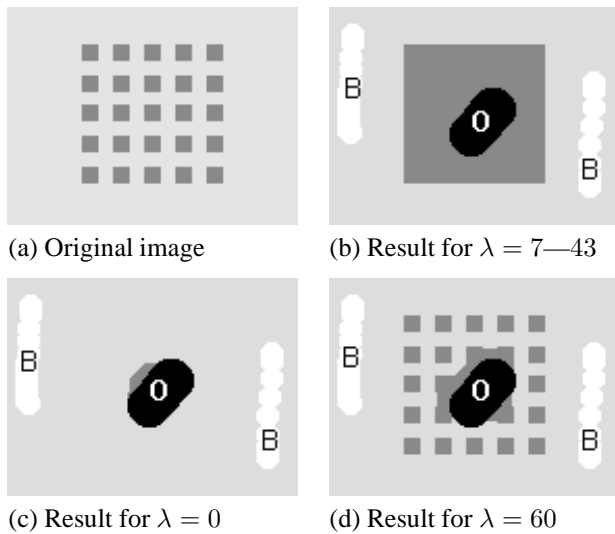 B
O
B
(a) Original image
(b) Result for λ = 7—43
B
O
B
B
O
B
(c) Result for λ = 0
(d) Result for λ = 60